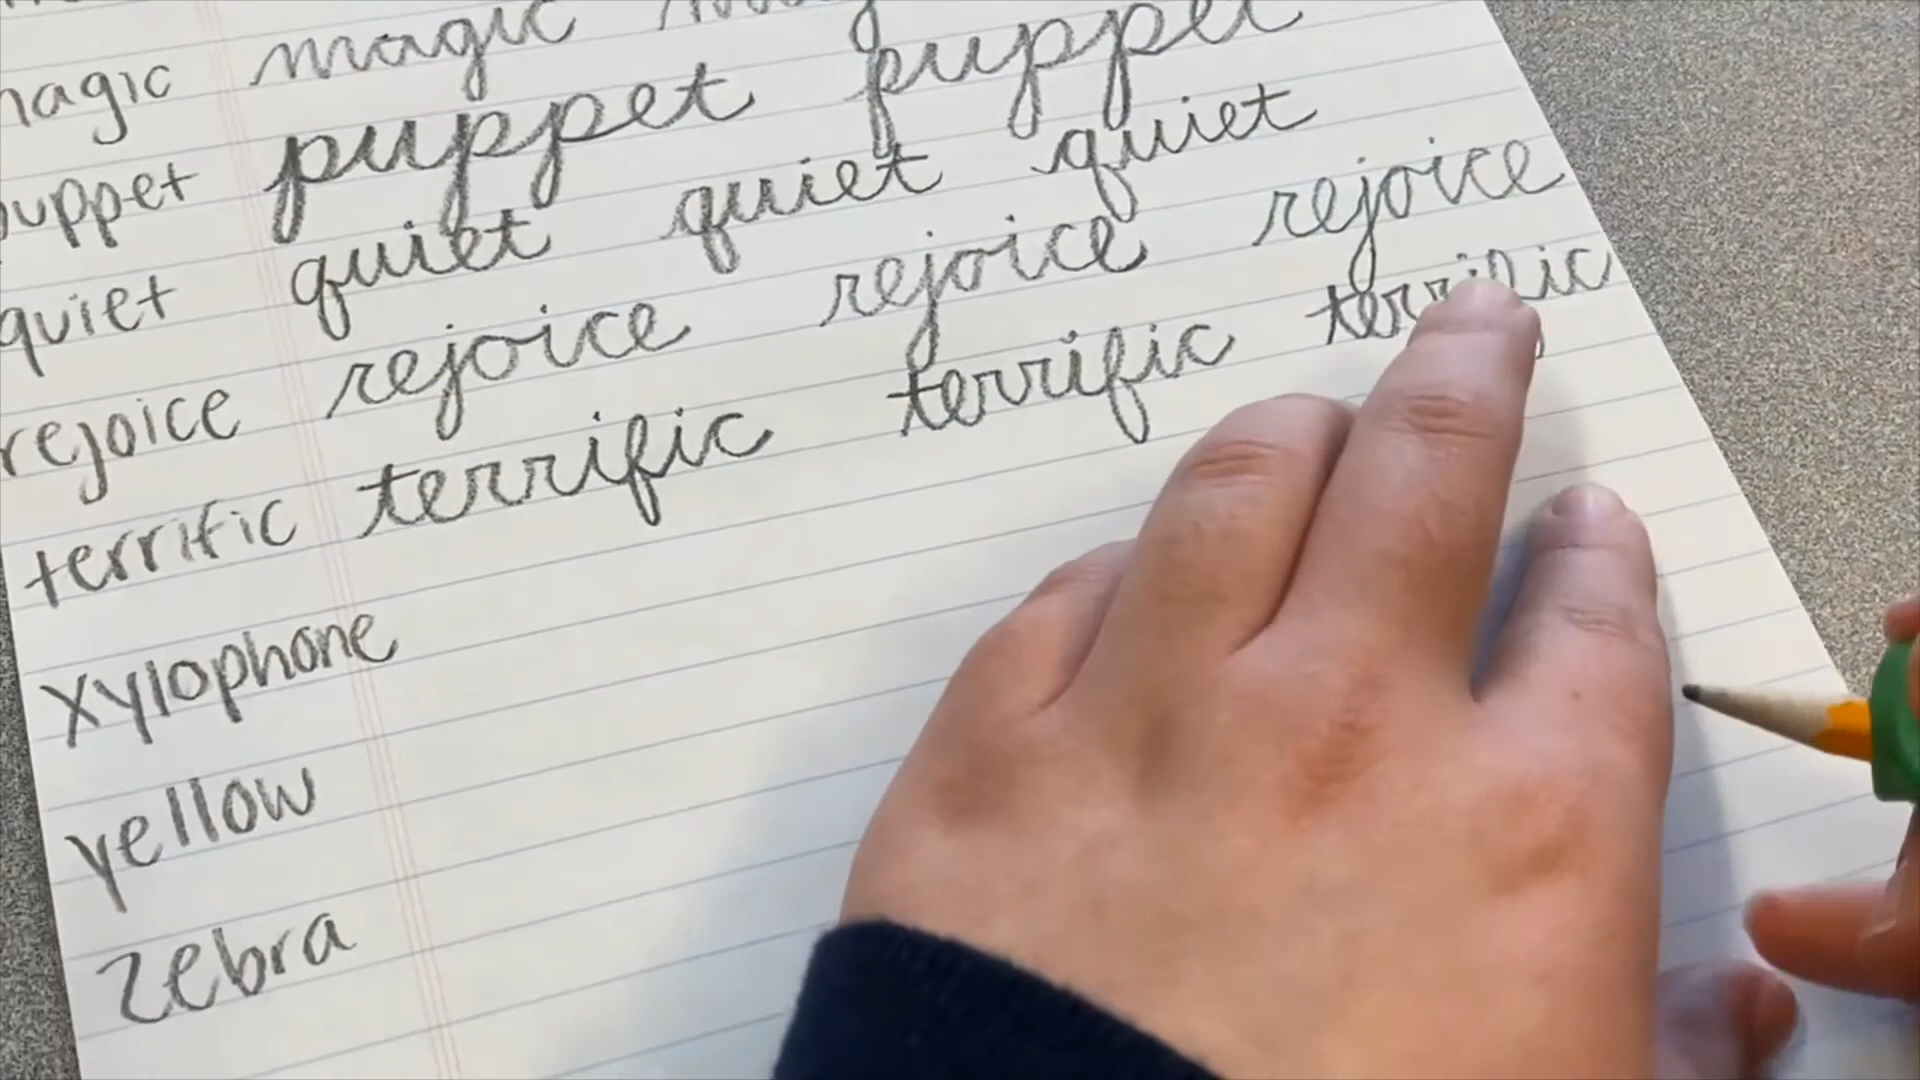 magic magic
puppet puppet puppet
quiet quiet quiet quiet
rejoice rejoice rejoice rejoice
terrific terrific terrific terrific
xylophone
yellow
zebra